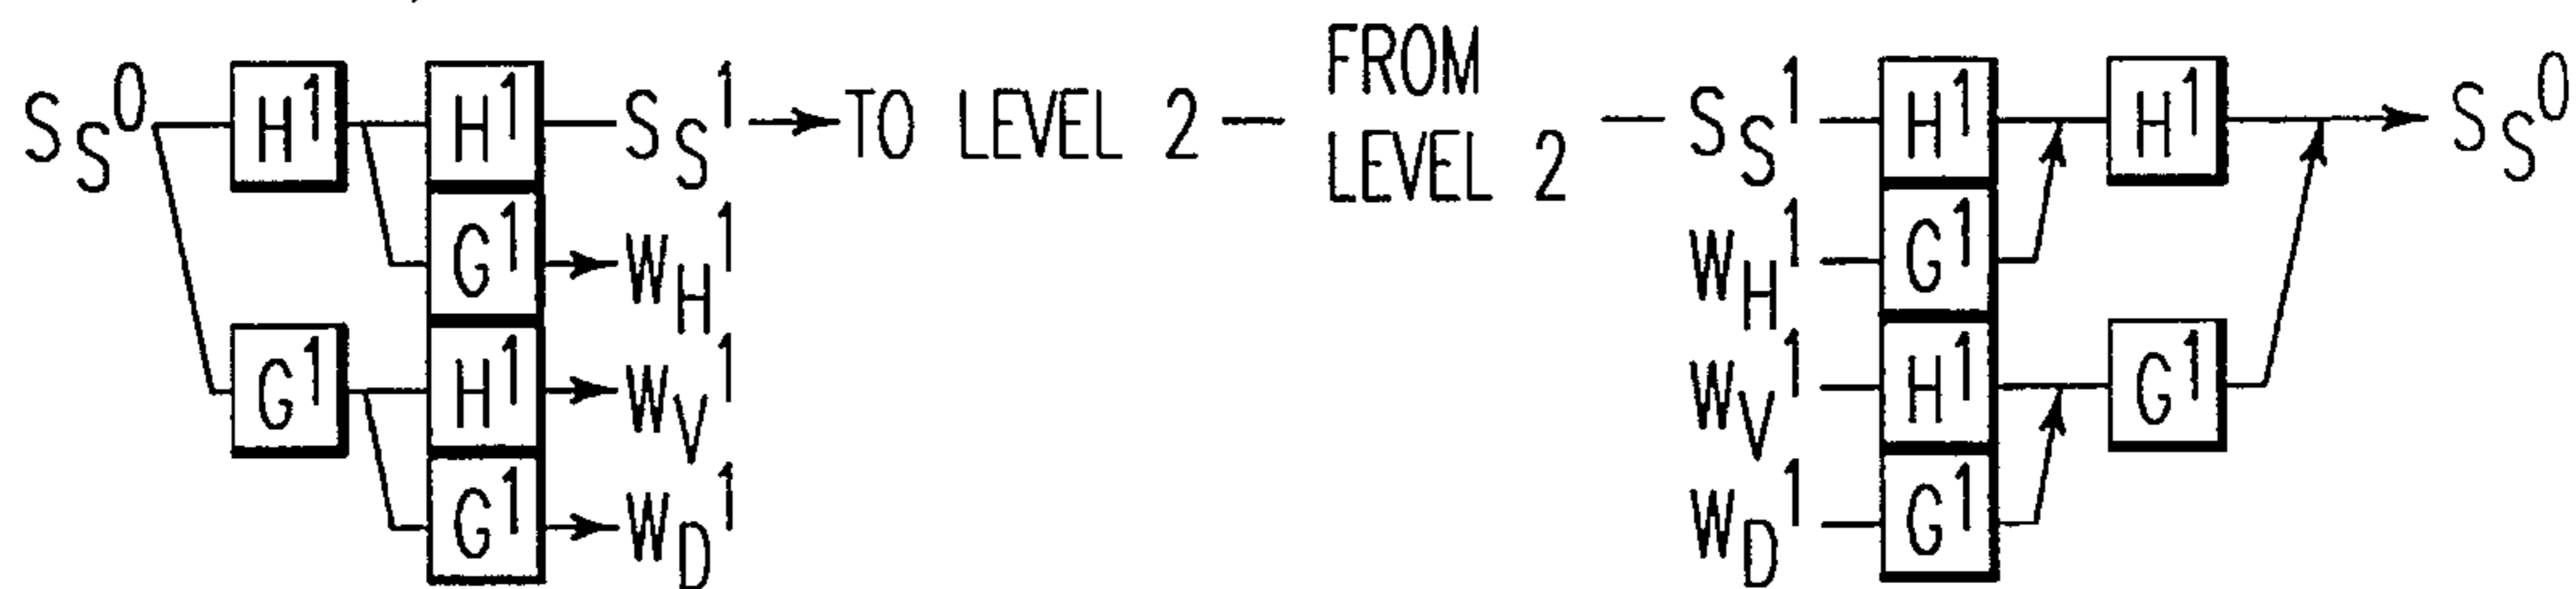 S_S^0 H^1 H^1 S_S^1 TO LEVEL 2 FROM LEVEL 2 S_S^1 H^1 H^1 S_S^0
G^1 W_H^1 W_H^1 G^1
G^1 H^1 W_V^1 W_V^1 H^1 G^1
G^1 W_D^1 W_D^1 G^1